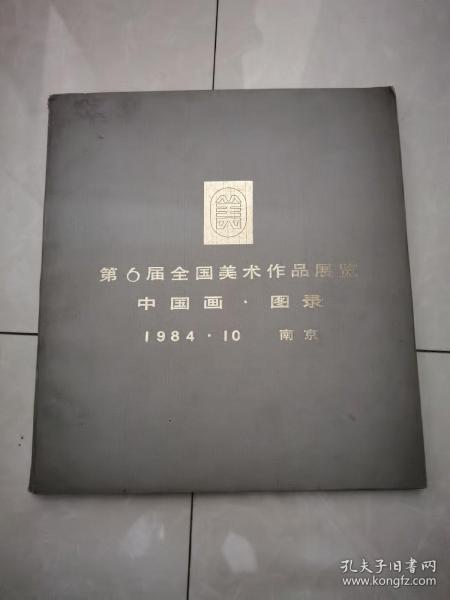 美
第6届全国美术作品展览
中国画·图录
1984·10 南京
孔夫子旧书网
www.kongfz.com